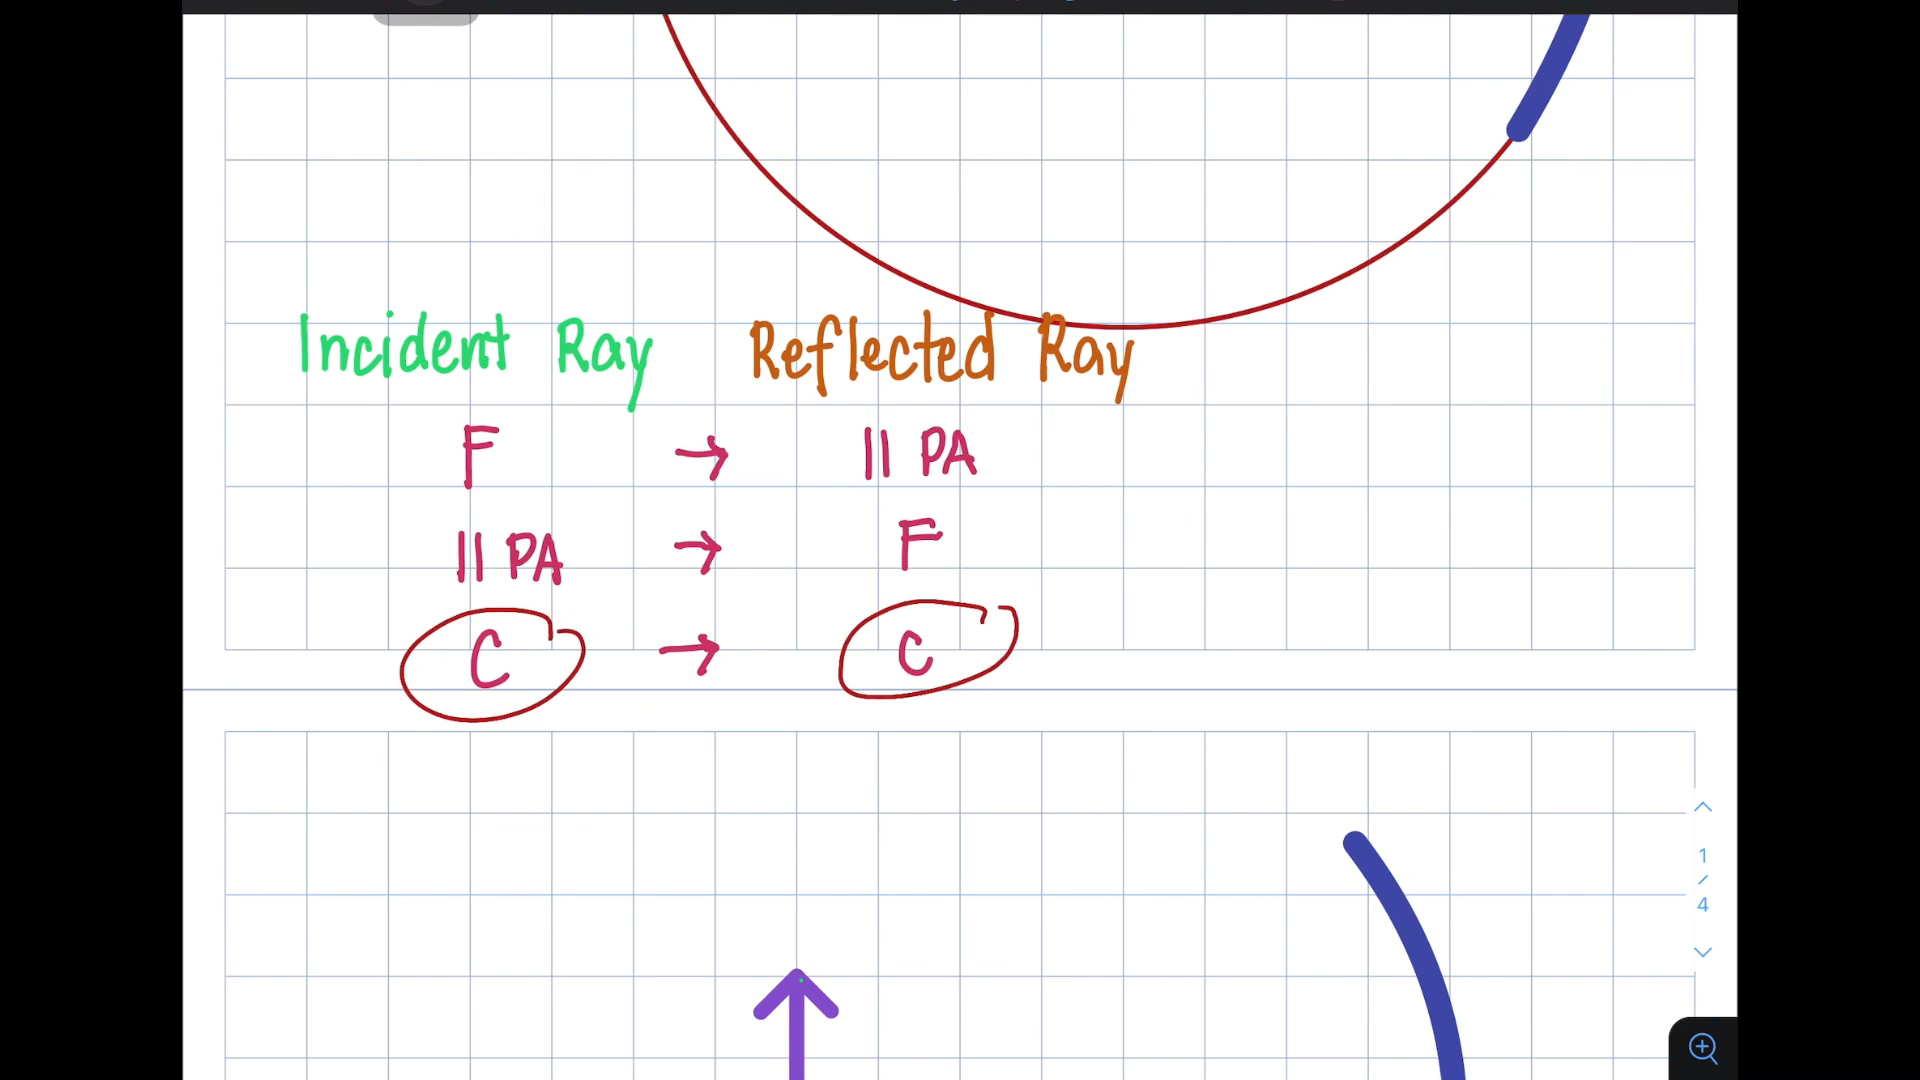 Incident Ray Reflected Ray
F → || PA
|| PA → F
C → C
1
/
4